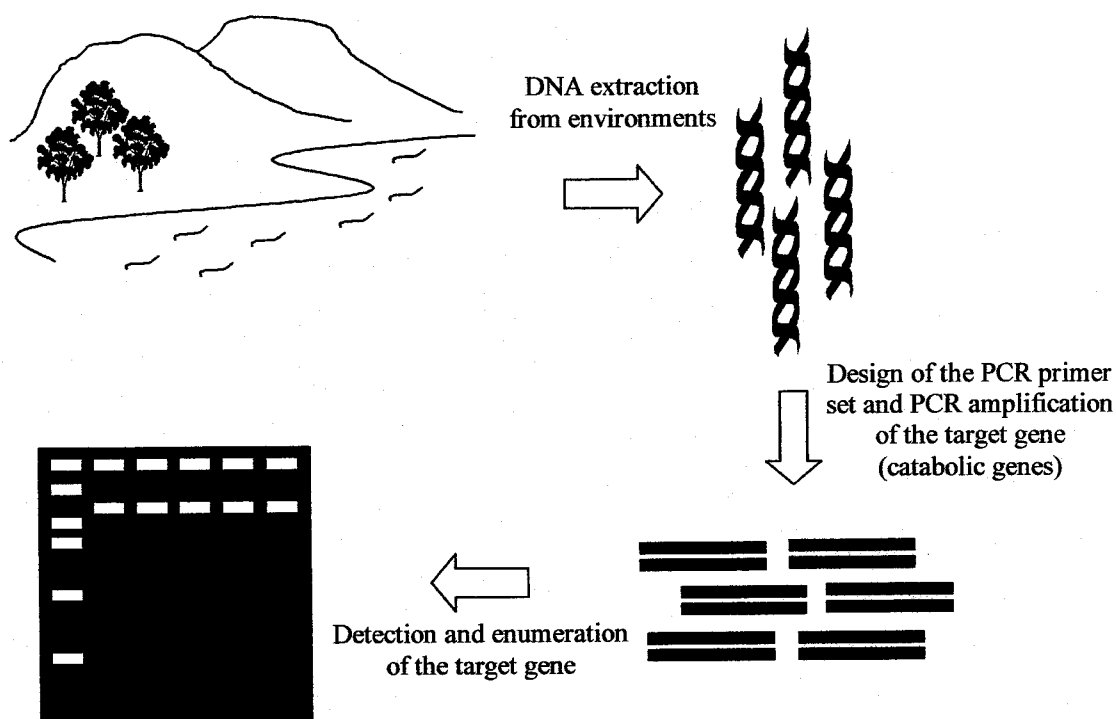 DNA extraction
from environments
Design of the PCR primer
set and PCR amplification
of the target gene
(catabolic genes)
Detection and enumeration
of the target gene